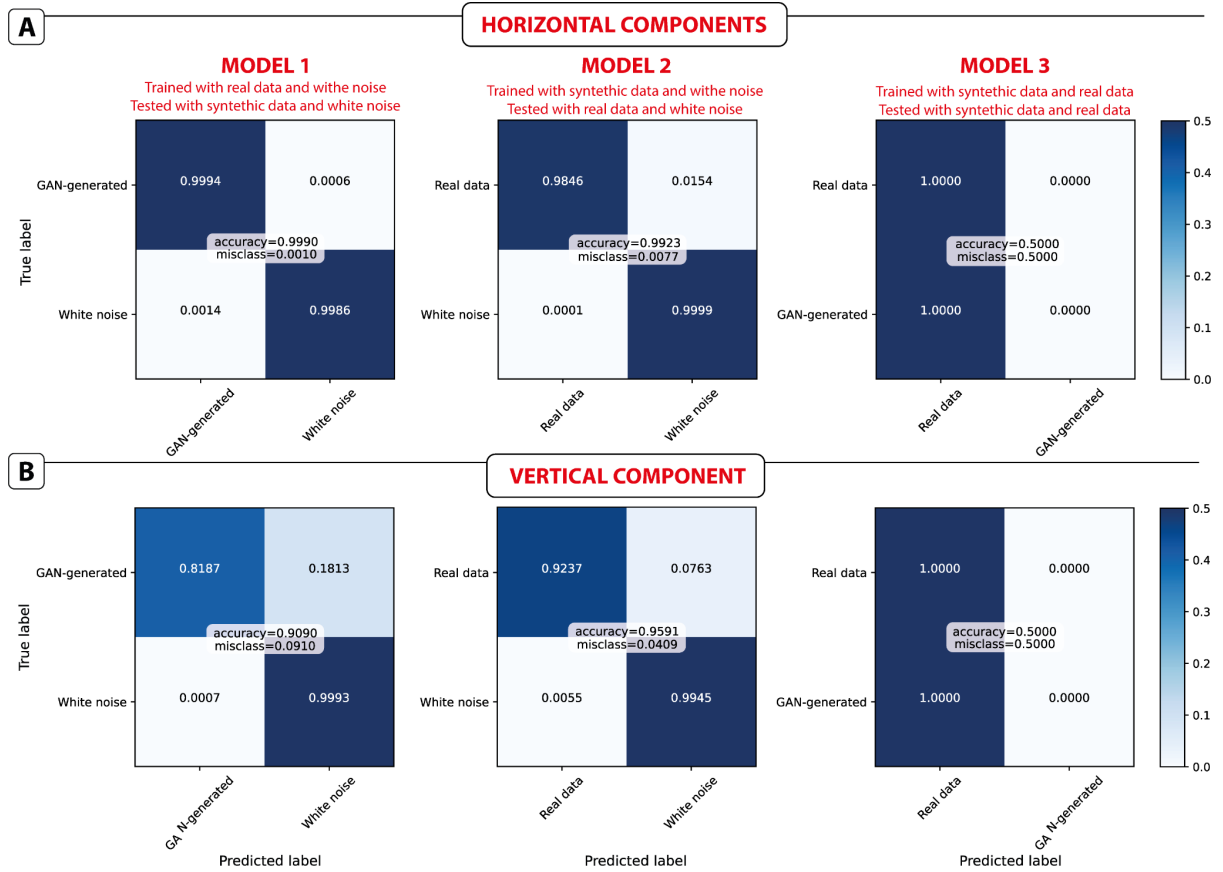 A
HORIZONTAL COMPONENTS
MODEL 1
Trained with real data and withe noise
Tested with syntethic data and white noise
MODEL 2
Trained with syntethic data and withe noise
Tested with real data and white noise
MODEL 3
Trained with syntethic data and real data
Tested with syntethic data and real data
True label
GAN-generated
White noise
0.9994
0.0006
accuracy=0.9990
misclass=0.0010
0.0014
0.9986
GAN-generated
White noise
Real data
White noise
0.9846
0.0154
accuracy=0.9923
misclass=0.0077
0.0001
0.9999
Real data
White noise
Real data
GAN-generated
1.0000
0.0000
accuracy=0.5000
misclass=0.5000
1.0000
0.0000
Real data
GAN-generated
0.5
0.4
0.3
0.2
0.1
0.0
B
VERTICAL COMPONENT
True label
GAN-generated
White noise
0.8187
0.1813
accuracy=0.9090
misclass=0.0910
0.0007
0.9993
GA N-generated
White noise
Predicted label
Real data
White noise
0.9237
0.0763
accuracy=0.9591
misclass=0.0409
0.0055
0.9945
Real data
White noise
Predicted label
Real data
GAN-generated
1.0000
0.0000
accuracy=0.5000
misclass=0.5000
1.0000
0.0000
Real data
GA N-generated
Predicted label
0.5
0.4
0.3
0.2
0.1
0.0